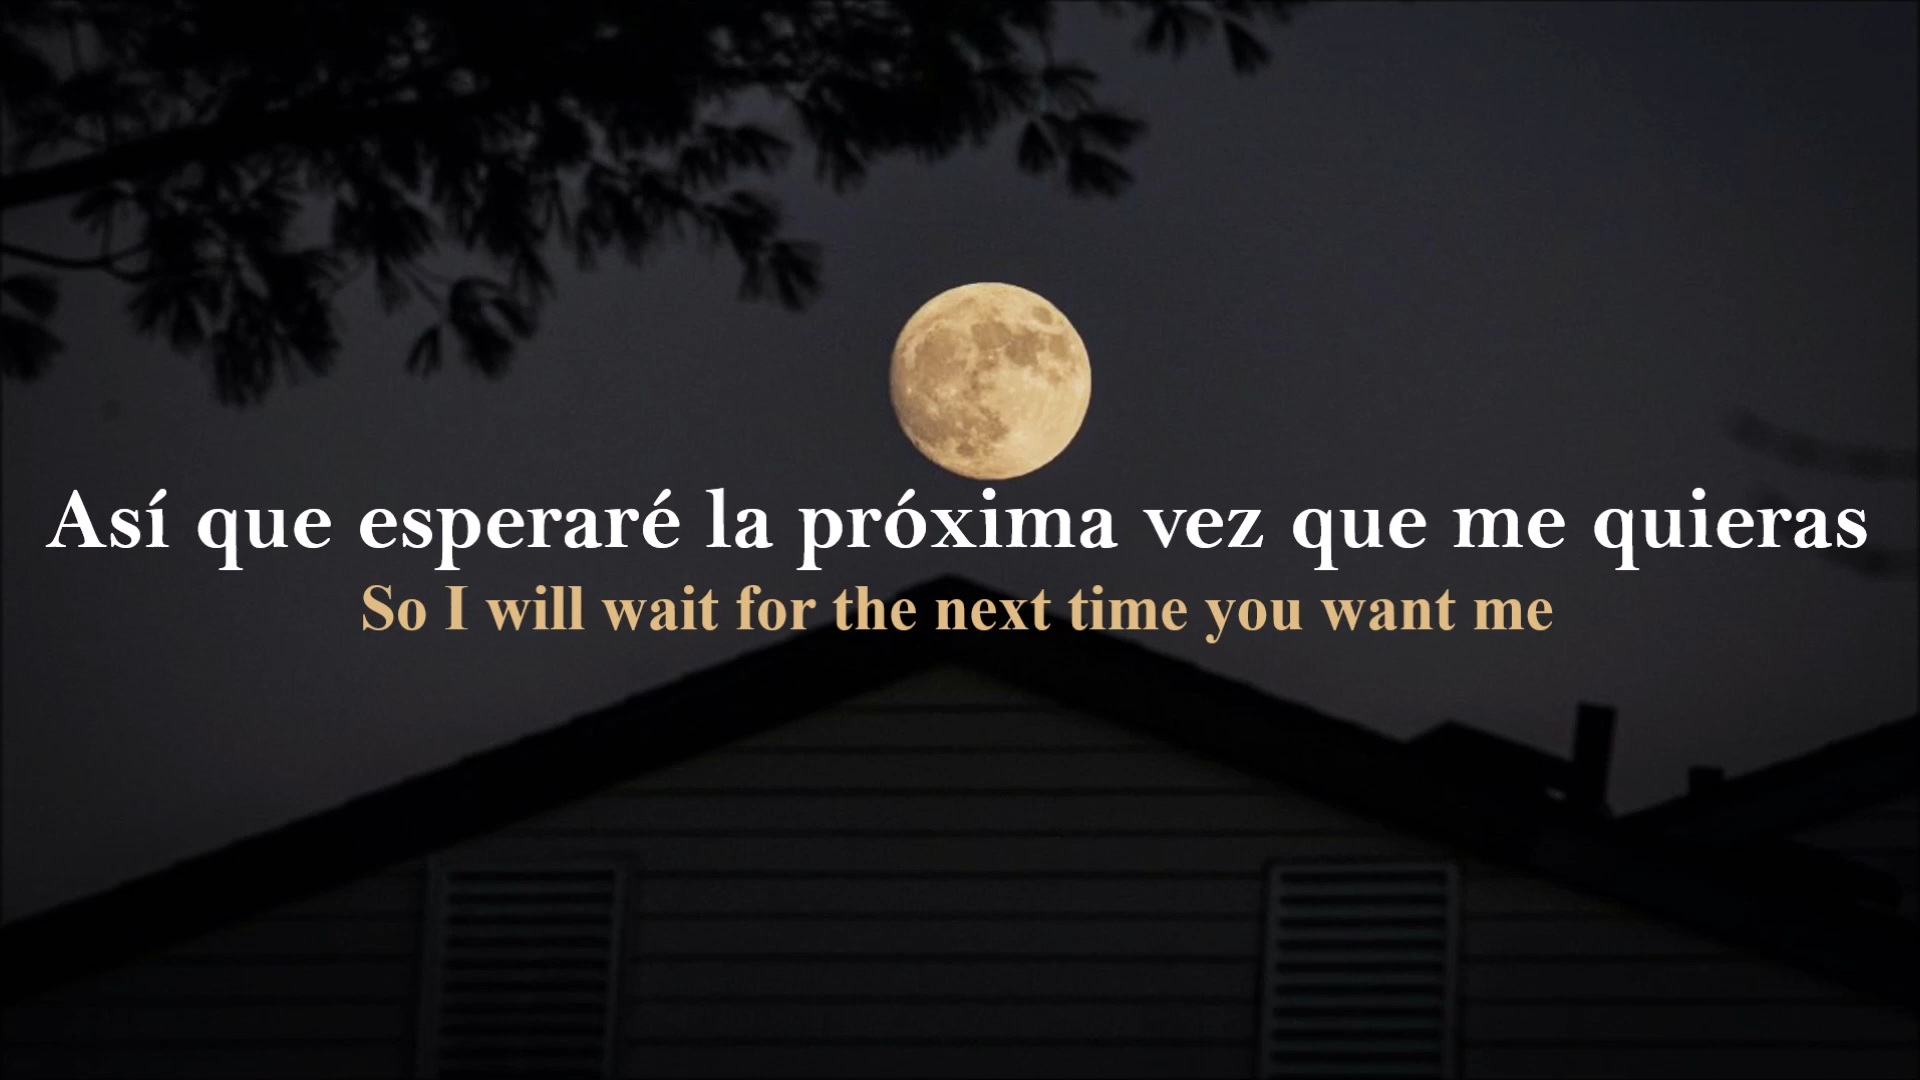 Así que esperaré la próxima vez que me quieras
So I will wait for the next time you want me